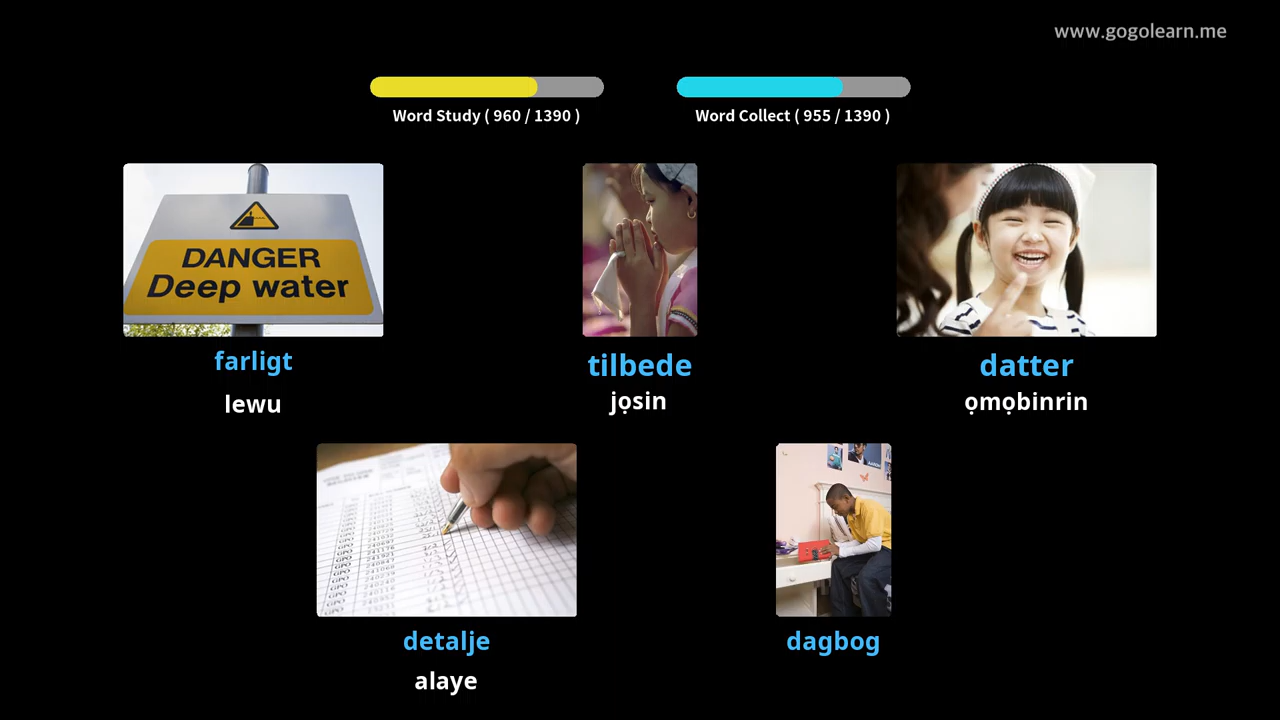 www.gogolearn.me
Word Study ( 960 / 1390 )
Word Collect ( 955 / 1390 )
DANGER
Deep water
farligt
lewu
tilbede
jọsin
datter
ọmọbinrin
detalje
alaye
dagbog